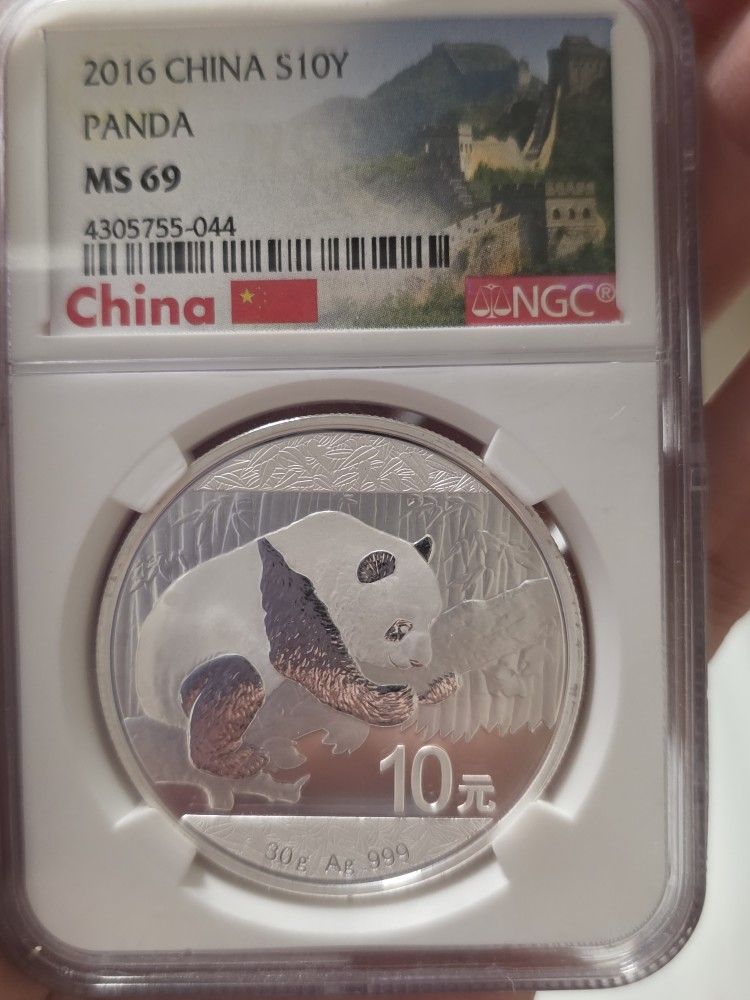 2016 CHINA S10Y
PANDA
MS 69
4305755-044
China
NGC®
10元
30g Ag 999